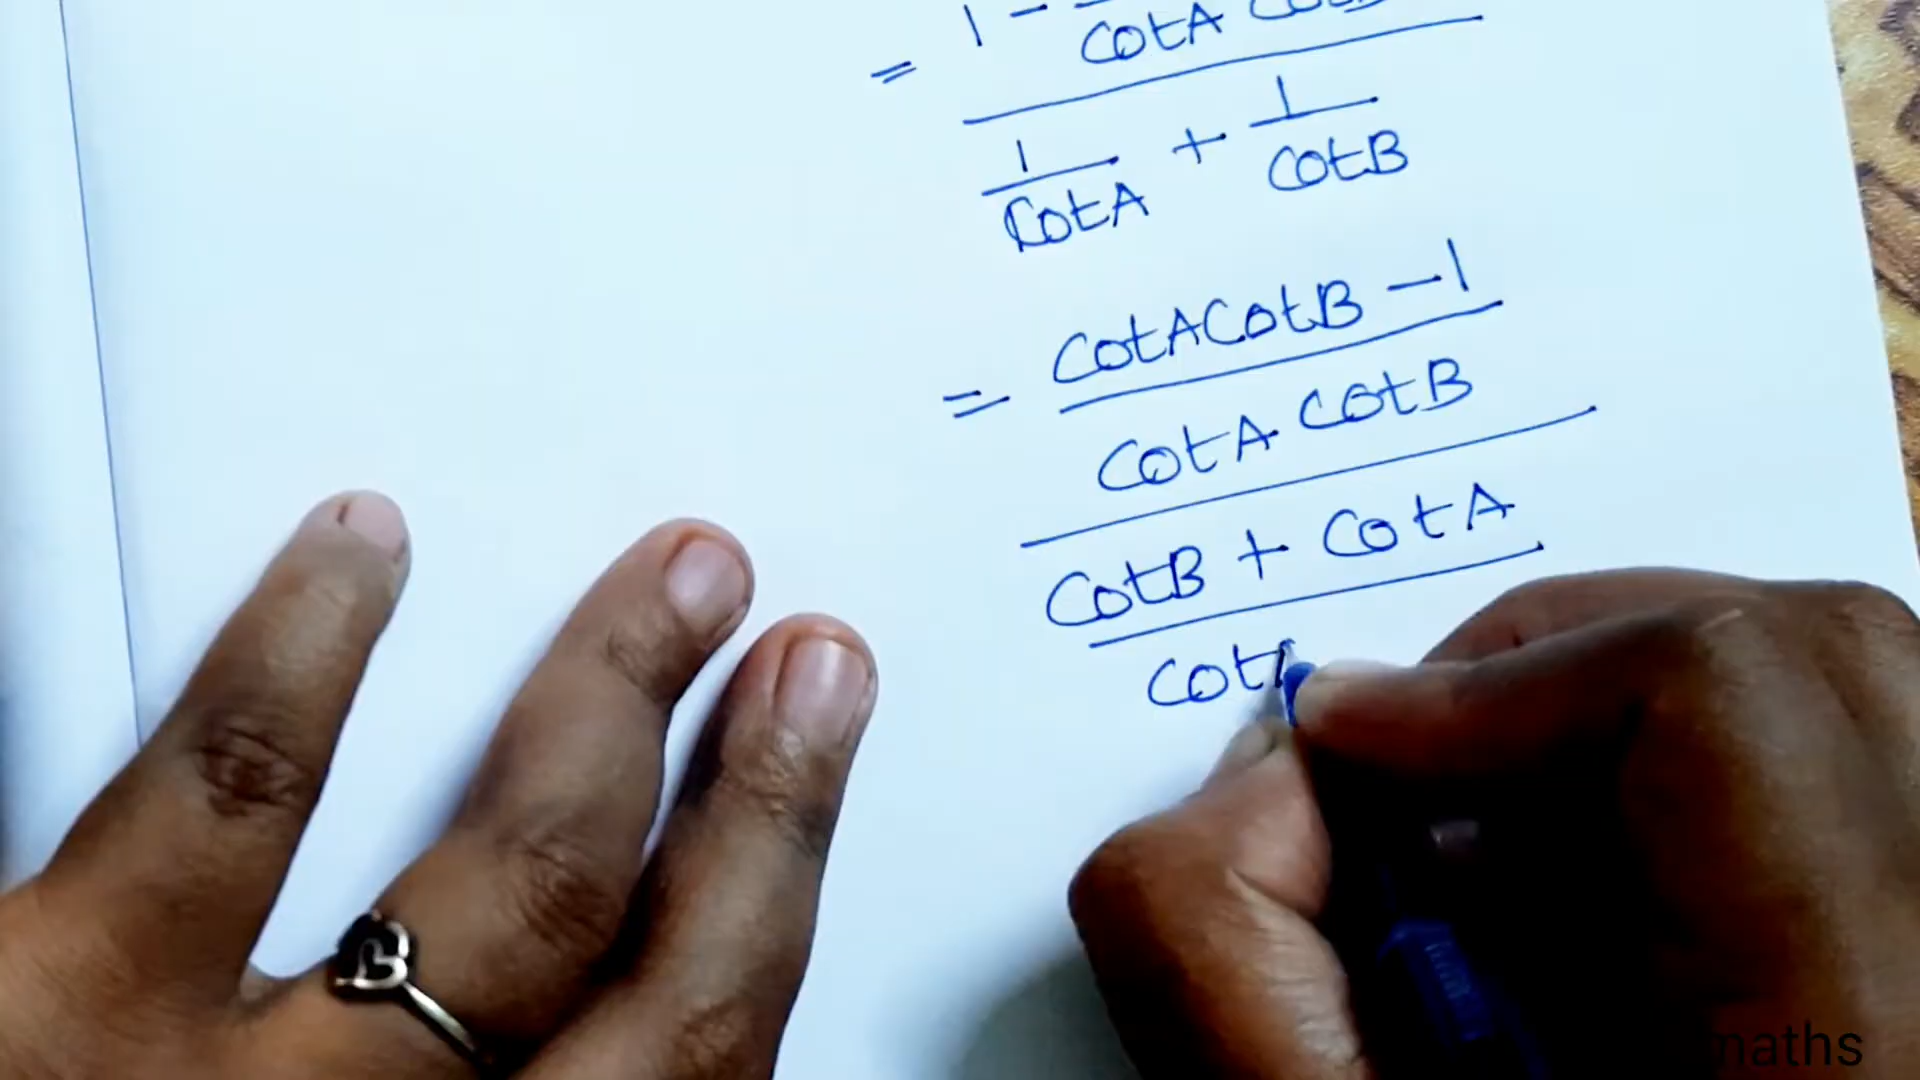 1 -
= cotA
1 1
cotA + cotB
cotAcotB - 1
=
cotA cotB
cotB + cotA
cot
maths